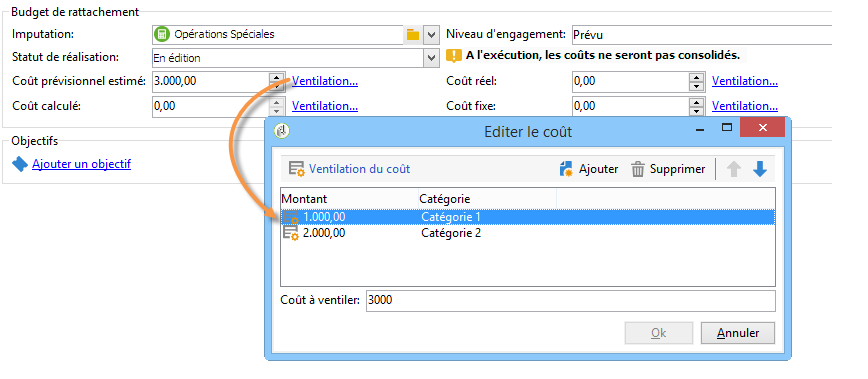 Budget de rattachement
Imputation: Opérations Spéciales Niveau d'engagement: Prévu
Statut de réalisation: En édition A l'exécution, les coûts ne seront pas consolidés.
Coût prévisionnel estimé: 3.000,00 Ventilation... Coût réel: 0,00 Ventilation...
Coût calculé: 0,00 Ventilation... Coût fixe: 0,00 Ventilation...
Objectifs
Ajouter un objectif
Editer le coût
Ventilation du coût Ajouter Supprimer
Montant Catégorie
1.000,00 Catégorie 1
2.000,00 Catégorie 2
Coût à ventiler: 3000
Ok Annuler